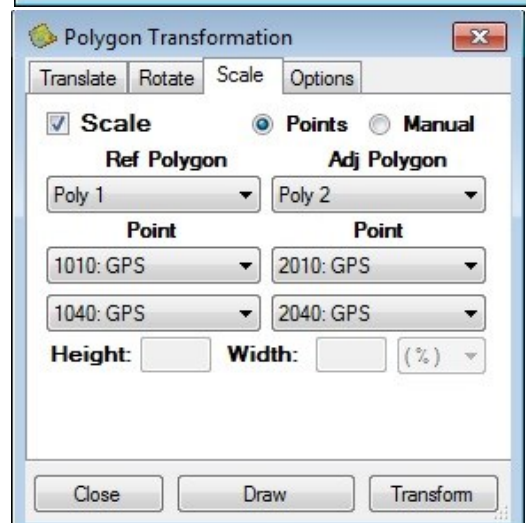 Polygon Transformation
Translate Rotate Scale Options
Scale Points Manual
Ref Polygon Adj Polygon
Poly 1 Poly 2
Point Point
1010: GPS 2010: GPS
1040: GPS 2040: GPS
Height: Width: (%)
Close Draw Transform